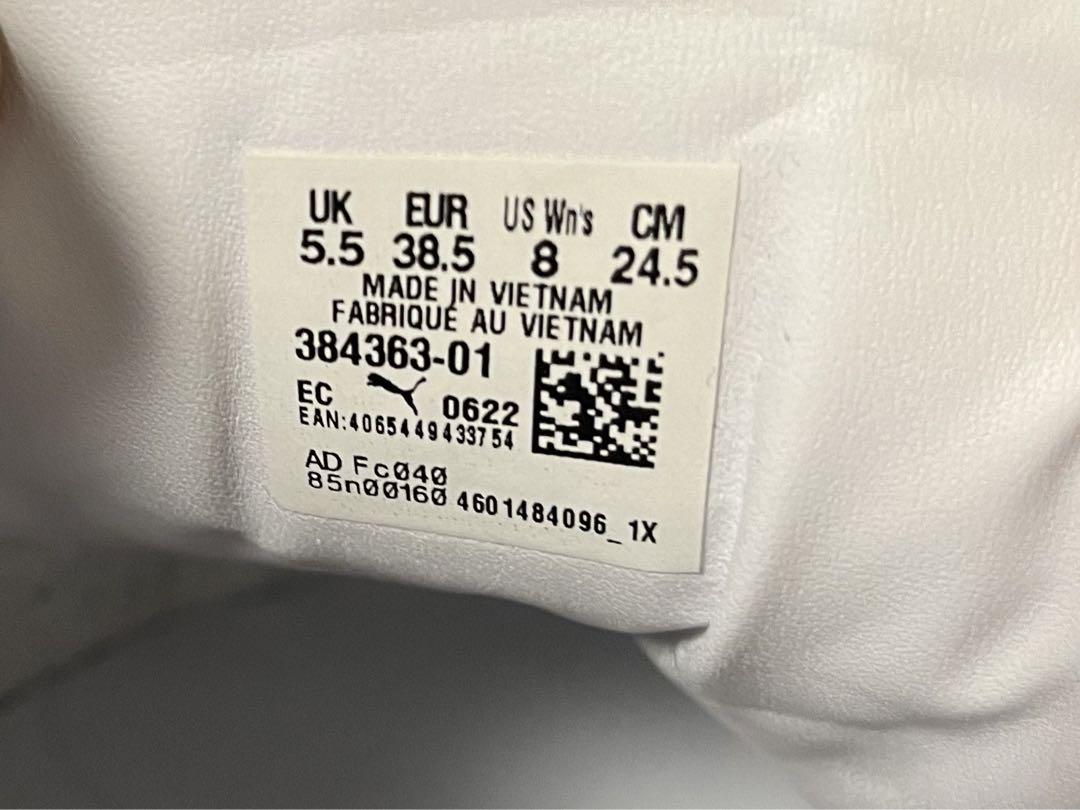 UK EUR US Wn's CM
5.5 38.5 8 24.5
MADE IN VIETNAM
FABRIQUÉ AU VIETNAM
384363-01
EC 0622
EAN:4065449433754
AD Fc040
85n00160 4601484096_1X